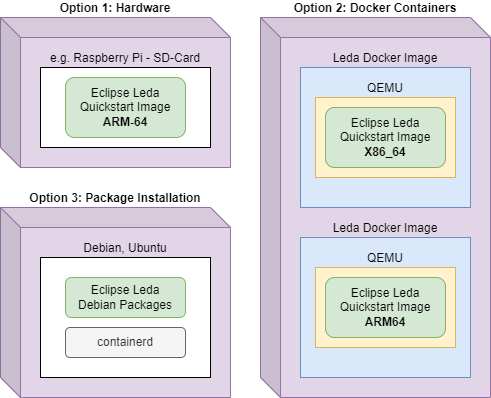 Option 1: Hardware
e.g. Raspberry Pi - SD-Card
Eclipse Leda
Quickstart Image
ARM-64
Option 2: Docker Containers
Leda Docker Image
QEMU
Eclipse Leda
Quickstart Image
X86_64
Leda Docker Image
QEMU
Eclipse Leda
Quickstart Image
ARM64
Option 3: Package Installation
Debian, Ubuntu
Eclipse Leda
Debian Packages
containerd